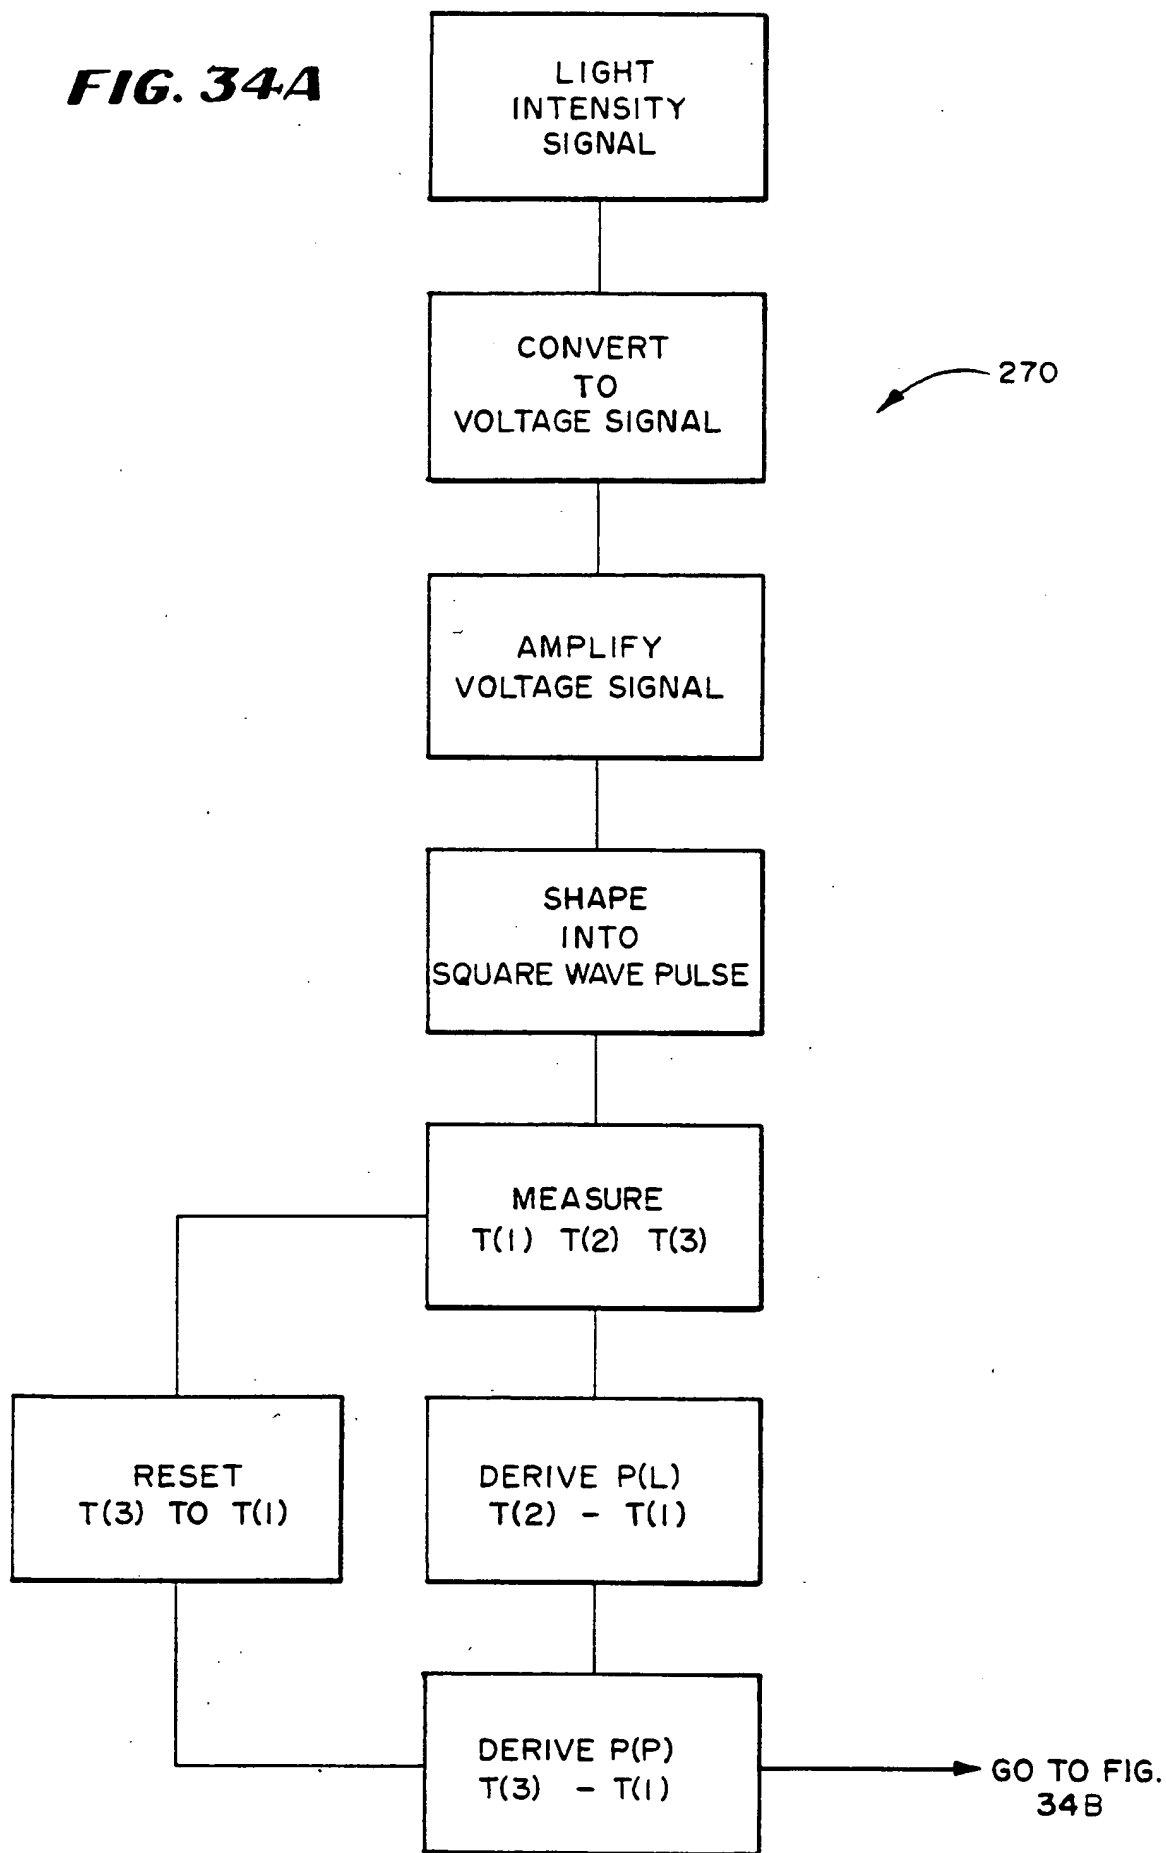 FIG. 34A
LIGHT
INTENSITY
SIGNAL
CONVERT
TO
VOLTAGE SIGNAL
270
AMPLIFY
VOLTAGE SIGNAL
SHAPE
INTO
SQUARE WAVE PULSE
MEASURE
T(1) T(2) T(3)
RESET
T(3) TO T(1)
DERIVE P(L)
T(2) - T(1)
DERIVE P(P)
T(3) - T(1)
GO TO FIG.
34B